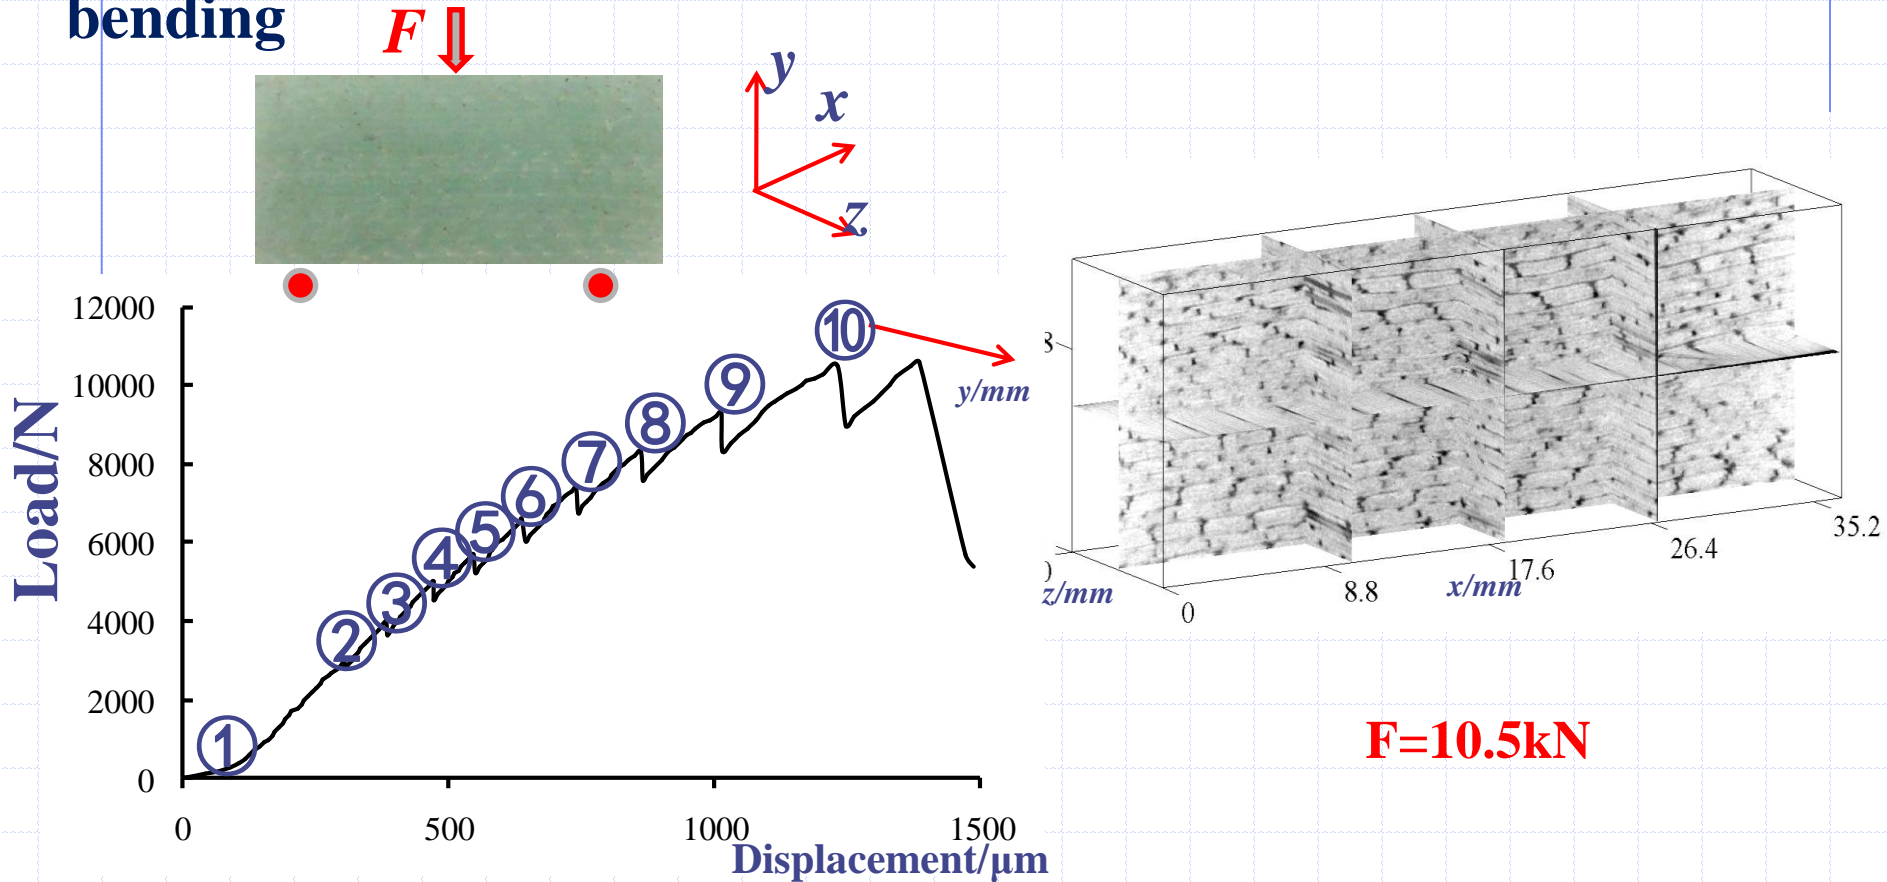 bending
F
y
x
z
12000
10000
8000
6000
4000
2000
0
0
500
1000
1500
Load/N
Displacement/μm
①
②
③
④
⑤
⑥
⑦
⑧
⑨
⑩
y/mm
8
z/mm
0
8.8
17.6
x/mm
26.4
35.2
F=10.5kN